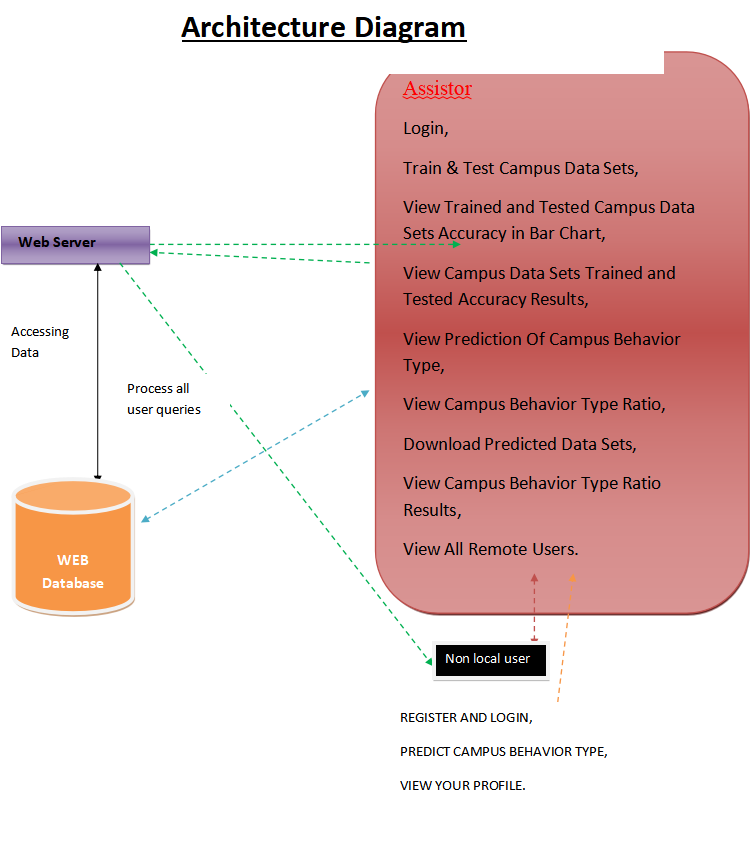 Architecture Diagram
Assistor
Login,
Train & Test Campus Data Sets,
View Trained and Tested Campus Data
Sets Accuracy in Bar Chart,
View Campus Data Sets Trained and
Tested Accuracy Results,
View Prediction Of Campus Behavior
Type,
View Campus Behavior Type Ratio,
Download Predicted Data Sets,
View Campus Behavior Type Ratio
Results,
View All Remote Users.
Web Server
Accessing
Data
Process all
user queries
WEB
Database
Non local user
REGISTER AND LOGIN,
PREDICT CAMPUS BEHAVIOR TYPE,
VIEW YOUR PROFILE.